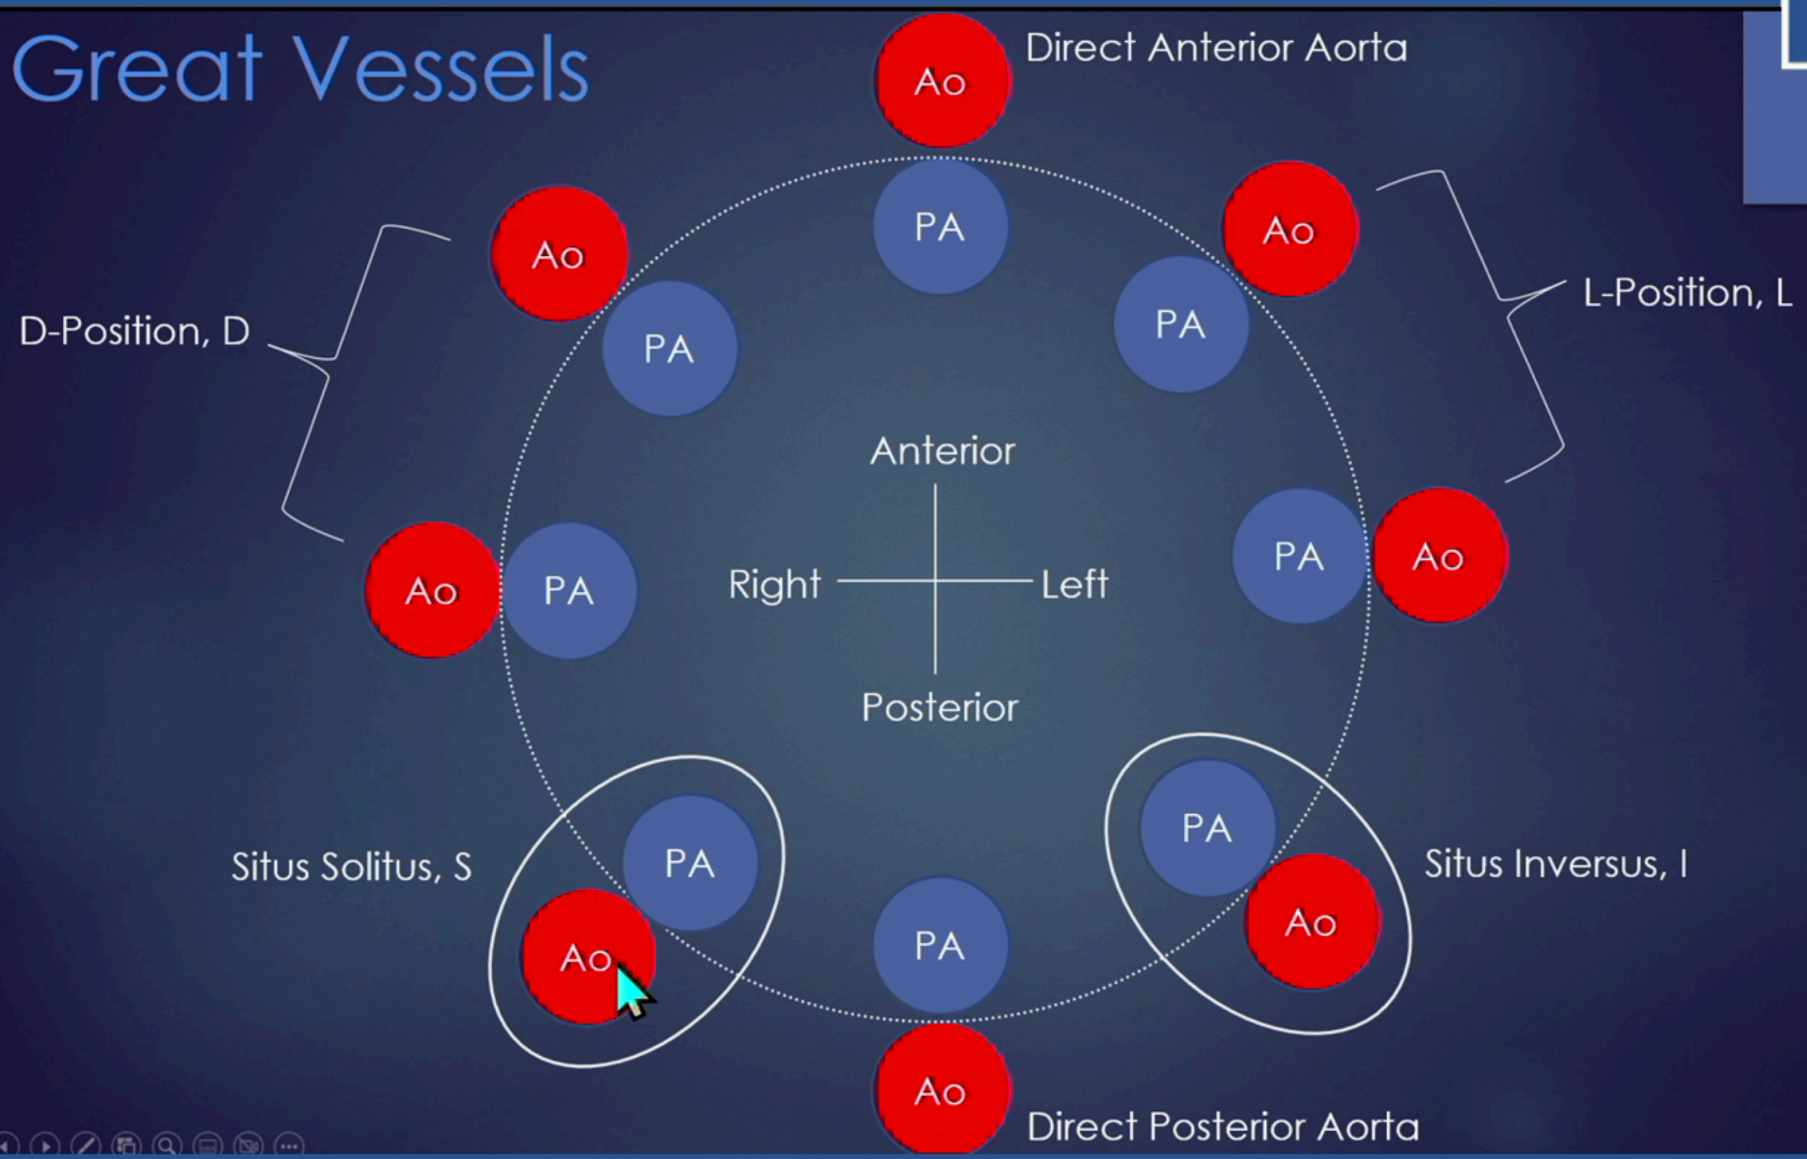 Great Vessels
Ao
Direct Anterior Aorta
PA
Ao
PA
D-Position, D
Ao
PA
L-Position, L
Anterior
Right
Left
Posterior
Ao
PA
PA
Ao
Situs Solitus, S
PA
Ao
PA
Ao
Situs Inversus, I
PA
Ao
Direct Posterior Aorta